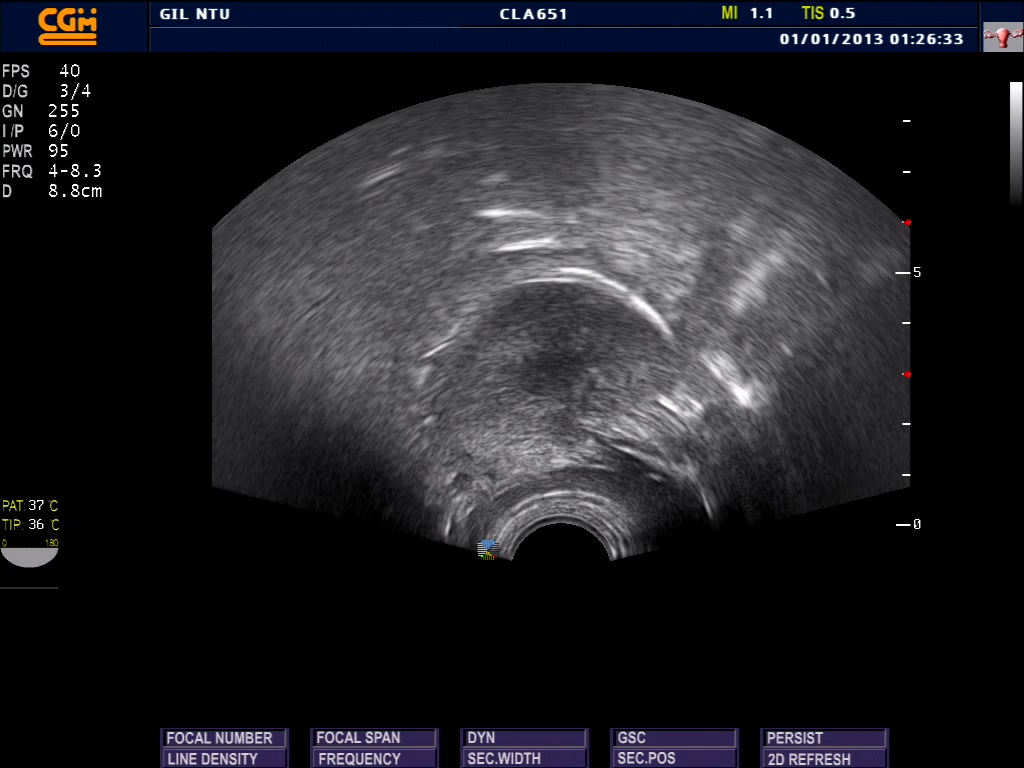 CGM
GIL NTU CLA651 MI 1.1 TIS 0.5
01/01/2013 01:26:33
FPS 40
D/G 3/4
GN 255
I/P 6/0
PWR 95
FRQ 4-8.3
D 8.8cm
5
PAT: 37 °C
TIP: 36 °C
0 180
0
FOCAL NUMBER FOCAL SPAN DYN GSC PERSIST
LINE DENSITY FREQUENCY SEC.WIDTH SEC.POS 2D REFRESH